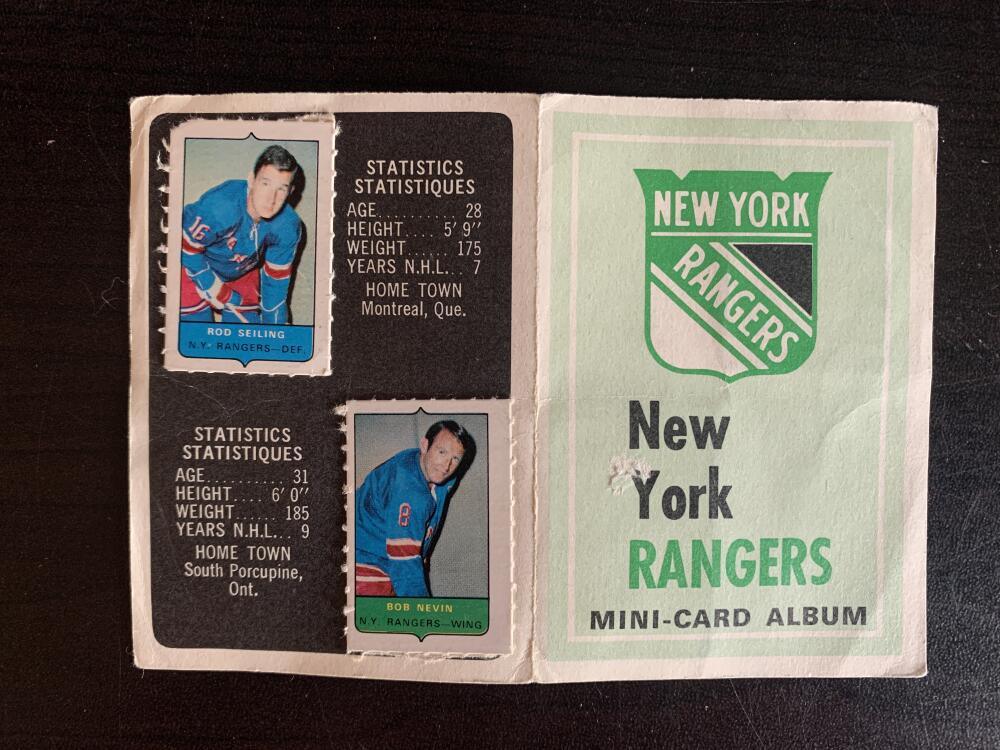 16
ROD SEILING
N.Y. RANGERS—DEF.
STATISTICS
STATISTIQUES
AGE.......... 28
HEIGHT.... 5' 9"
WEIGHT...... 175
YEARS N.H.L... 7
HOME TOWN
Montreal, Que.
STATISTICS
STATISTIQUES
AGE.......... 31
HEIGHT.... 6' 0"
WEIGHT...... 185
YEARS N.H.L... 9
HOME TOWN
South Porcupine,
Ont.
8
BOB NEVIN
N.Y. RANGERS—WING
NEW YORK
RANGERS
New
York
RANGERS
MINI-CARD ALBUM